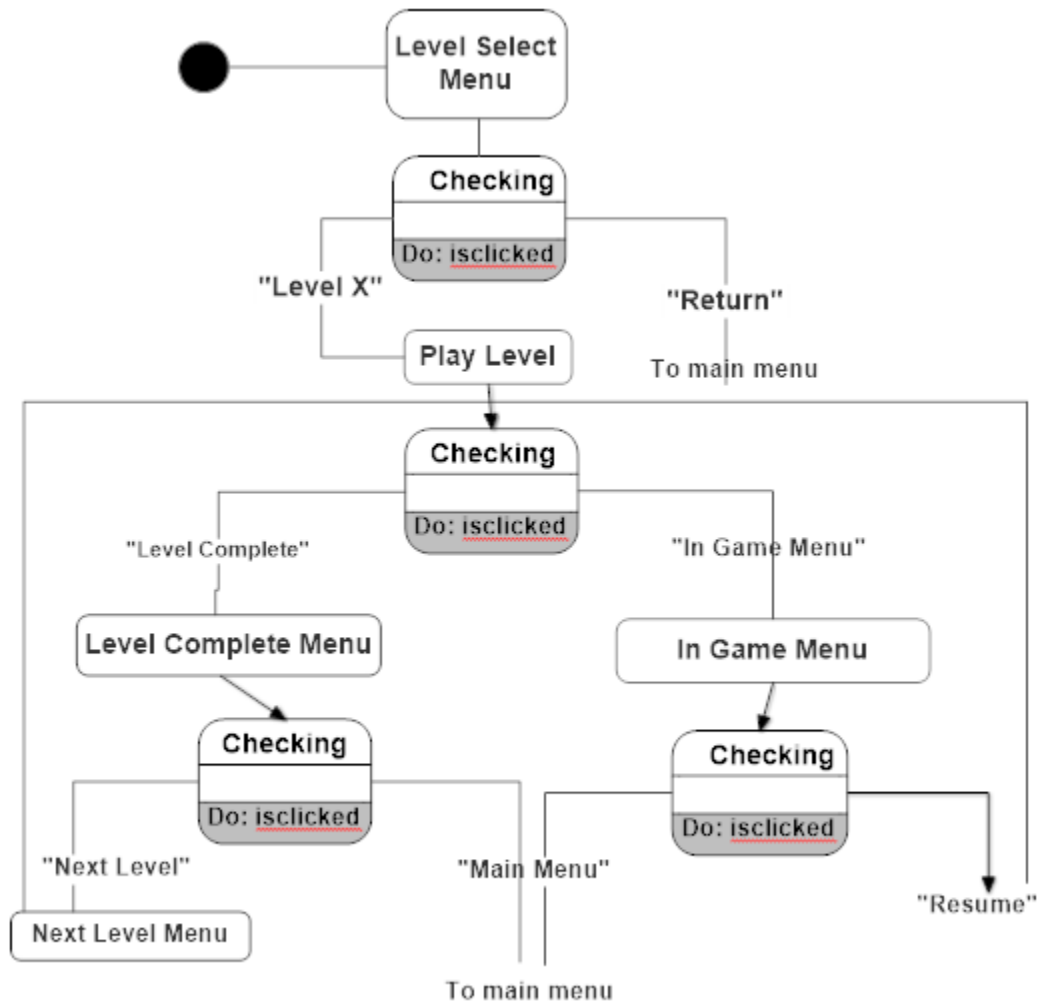 Level Select
Menu
Checking
Do: isclicked
"Level X"
"Return"
Play Level
To main menu
Checking
Do: isclicked
"Level Complete"
"In Game Menu"
Level Complete Menu
In Game Menu
Checking
Do: isclicked
Checking
Do: isclicked
"Next Level"
"Main Menu"
"Resume"
Next Level Menu
To main menu